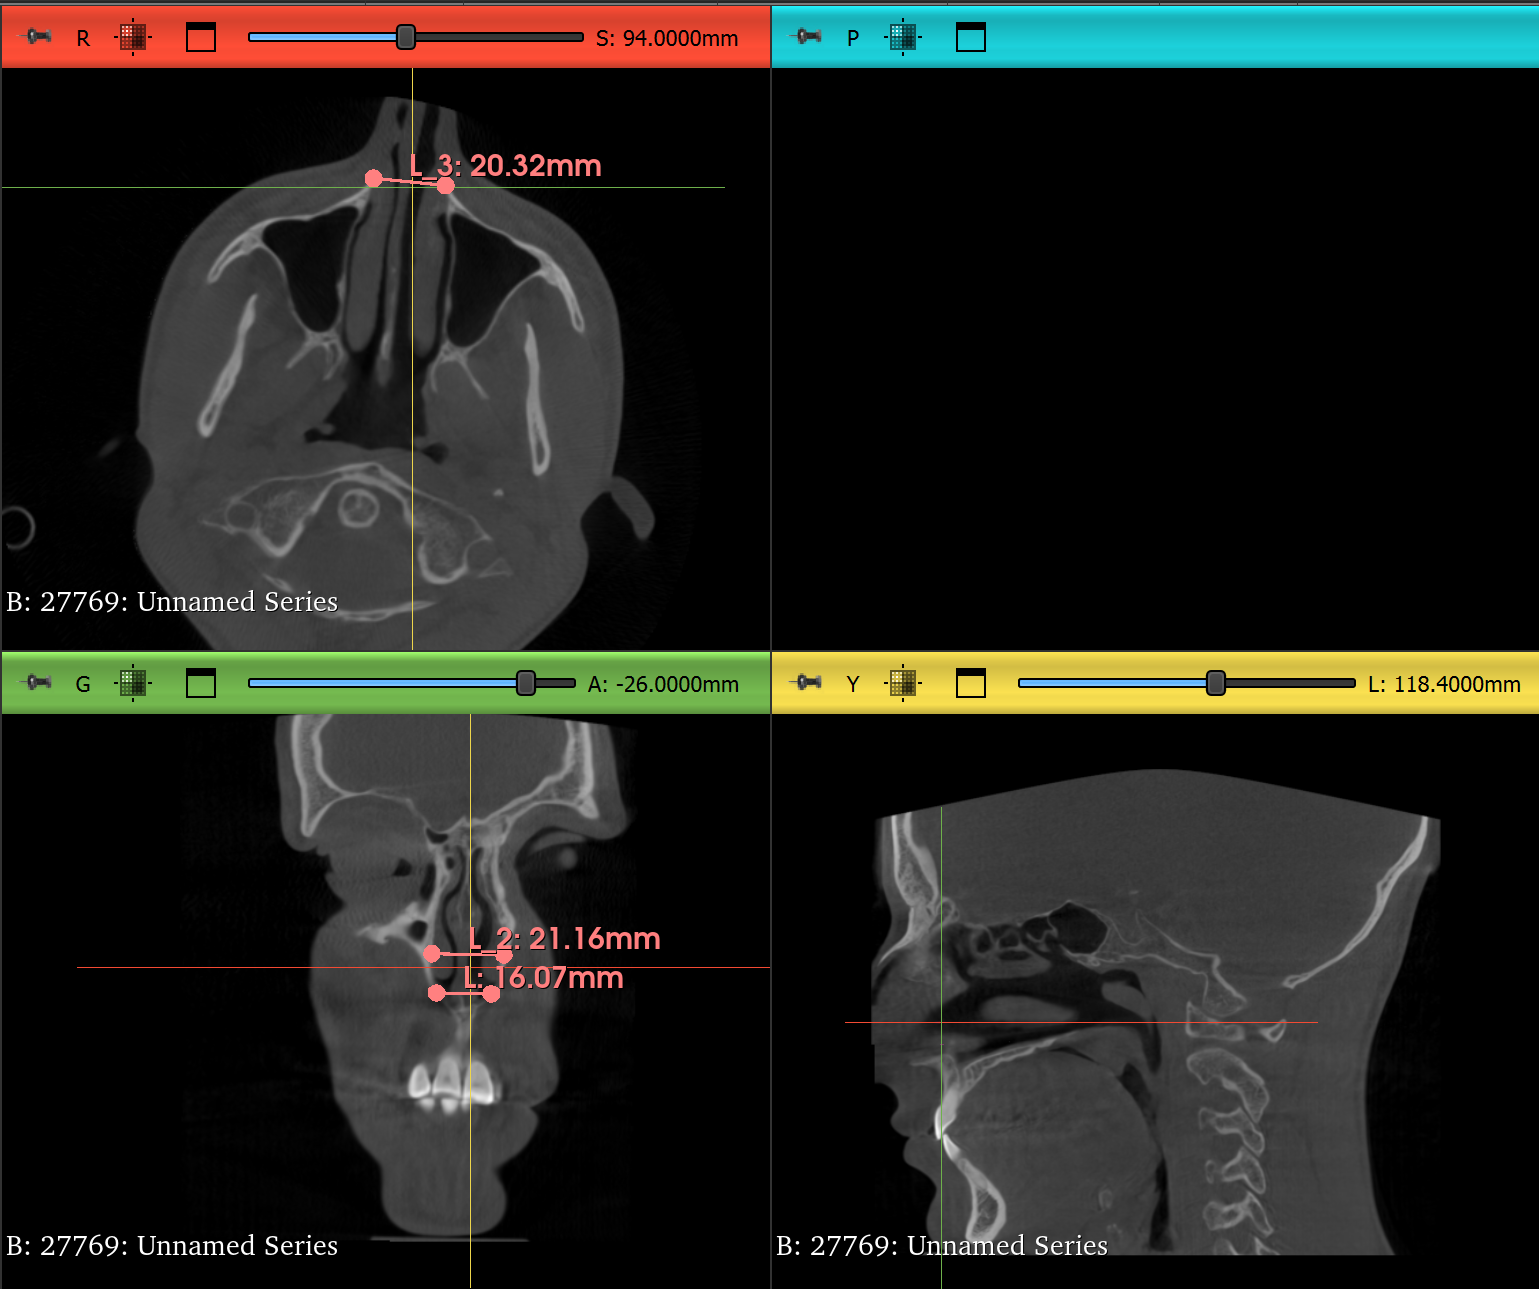 R
S: 94.0000mm
P
L_3: 20.32mm
B: 27769: Unnamed Series
G
A: -26.0000mm
Y
L: 118.4000mm
L_2: 21.16mm
L: 16.07mm
B: 27769: Unnamed Series
B: 27769: Unnamed Series